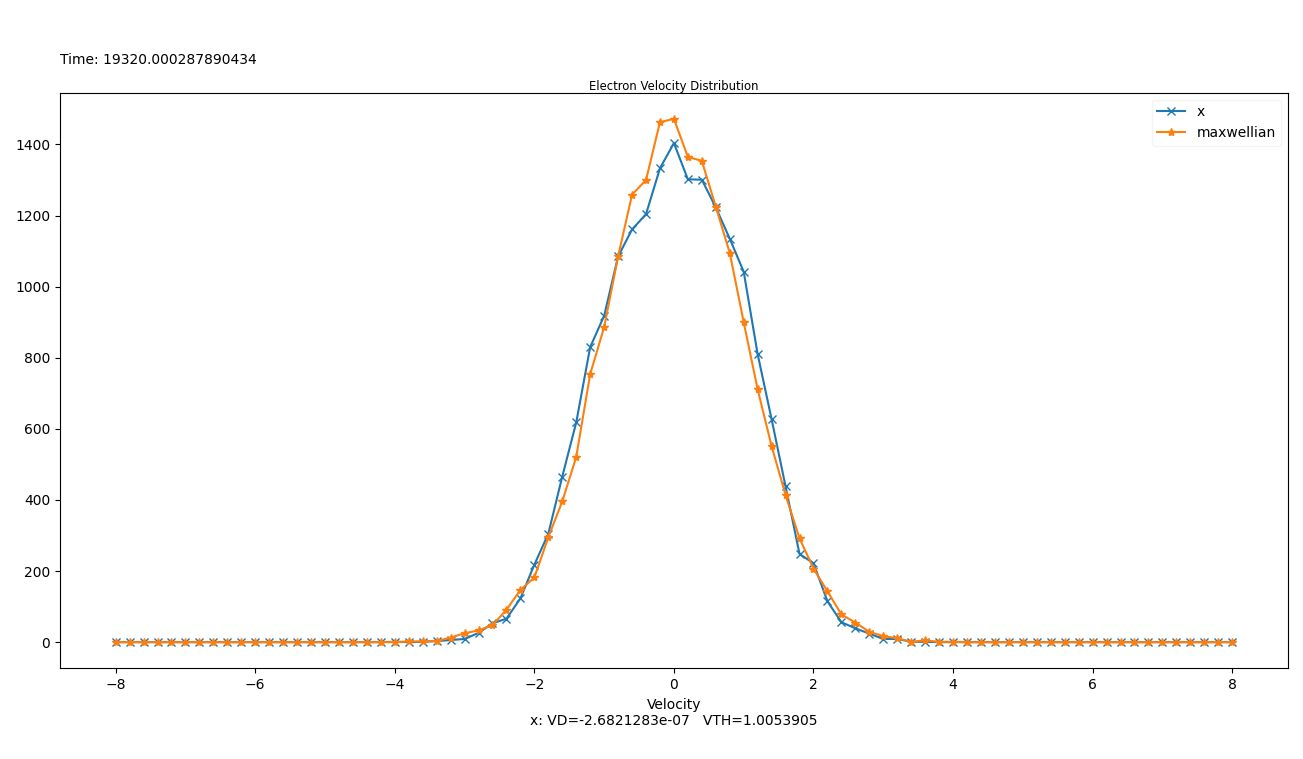 Time: 19320.000287890434
Electron Velocity Distribution
x
maxwellian
1400
1200
1000
800
600
400
200
0
−8 −6 −4 −2 0 2 4 6 8
Velocity
x: VD=-2.6821283e-07 VTH=1.0053905